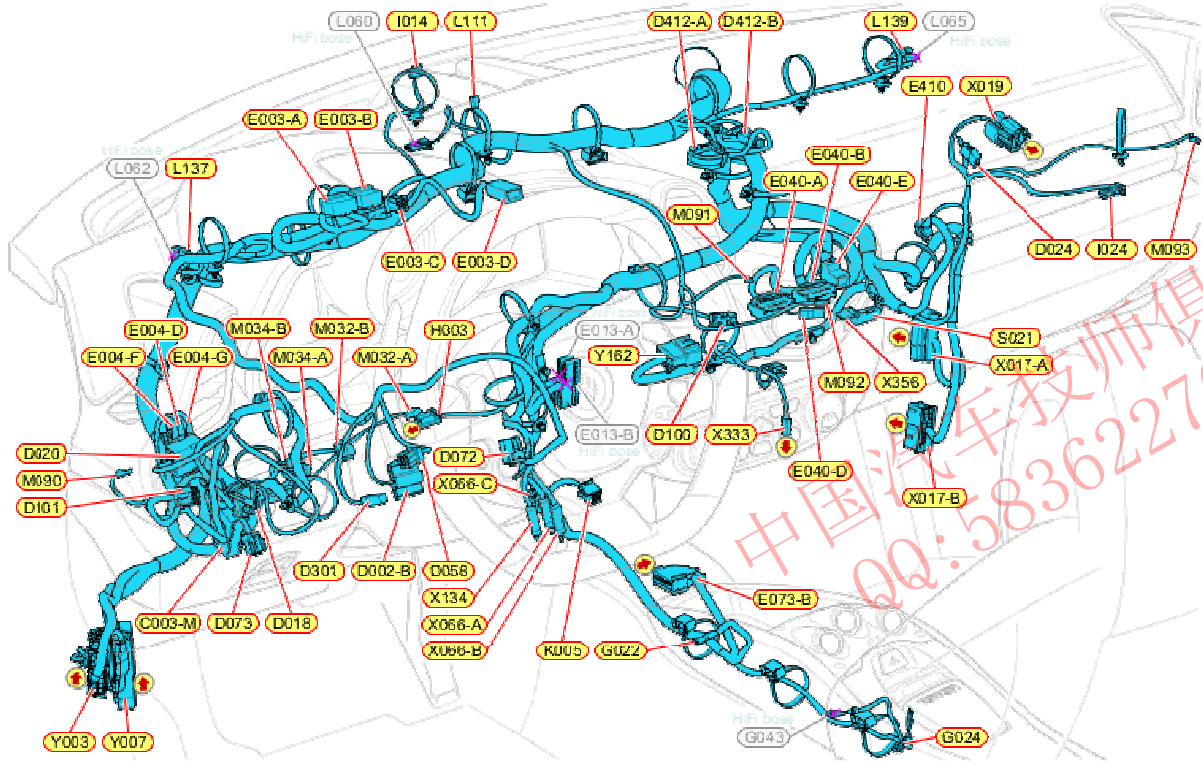 L060 I014 L111 D412-A D412-B L139 L065
HiFi bose HiFi bose
E410 X019
E003-A E003-B
HiFi bose
L062 L137 E040-B
E040-A E040-E
M091
E003-C E003-D D024 I024 M093
E004-D M034-B M032-B H003 E013-A
E004-F E004-G M034-A M032-A Y162 S021
X017-A
M092 X356
D020 D072 E013-B D100 X333
HiFi bose
M090 X066-C E040-D
D101 X017-B
D301 D002-B D058
X134 E073-B
C003-M D073 D018 X066-A
X066-B K005 G022
HiFi bose
Y003 Y007 G043 G024
中国汽车技师俱
QQ:5836227